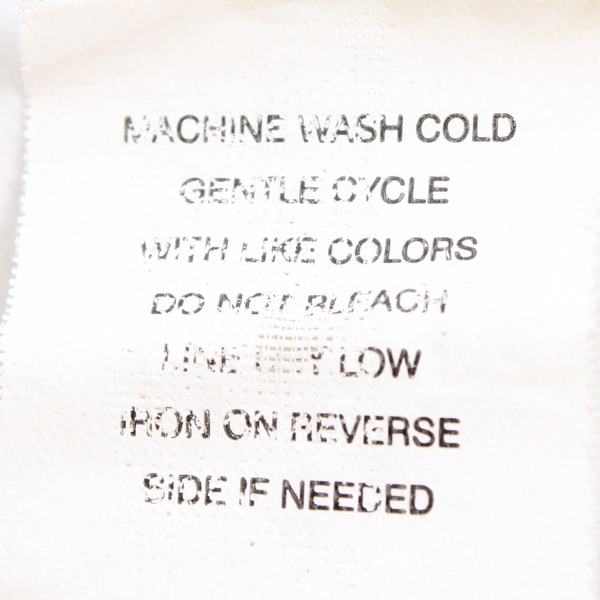 MACHINE WASH COLD
GENTLE CYCLE
WITH LIKE COLORS
DO NOT BLEACH
LINE DRY LOW
IRON ON REVERSE
SIDE IF NEEDED